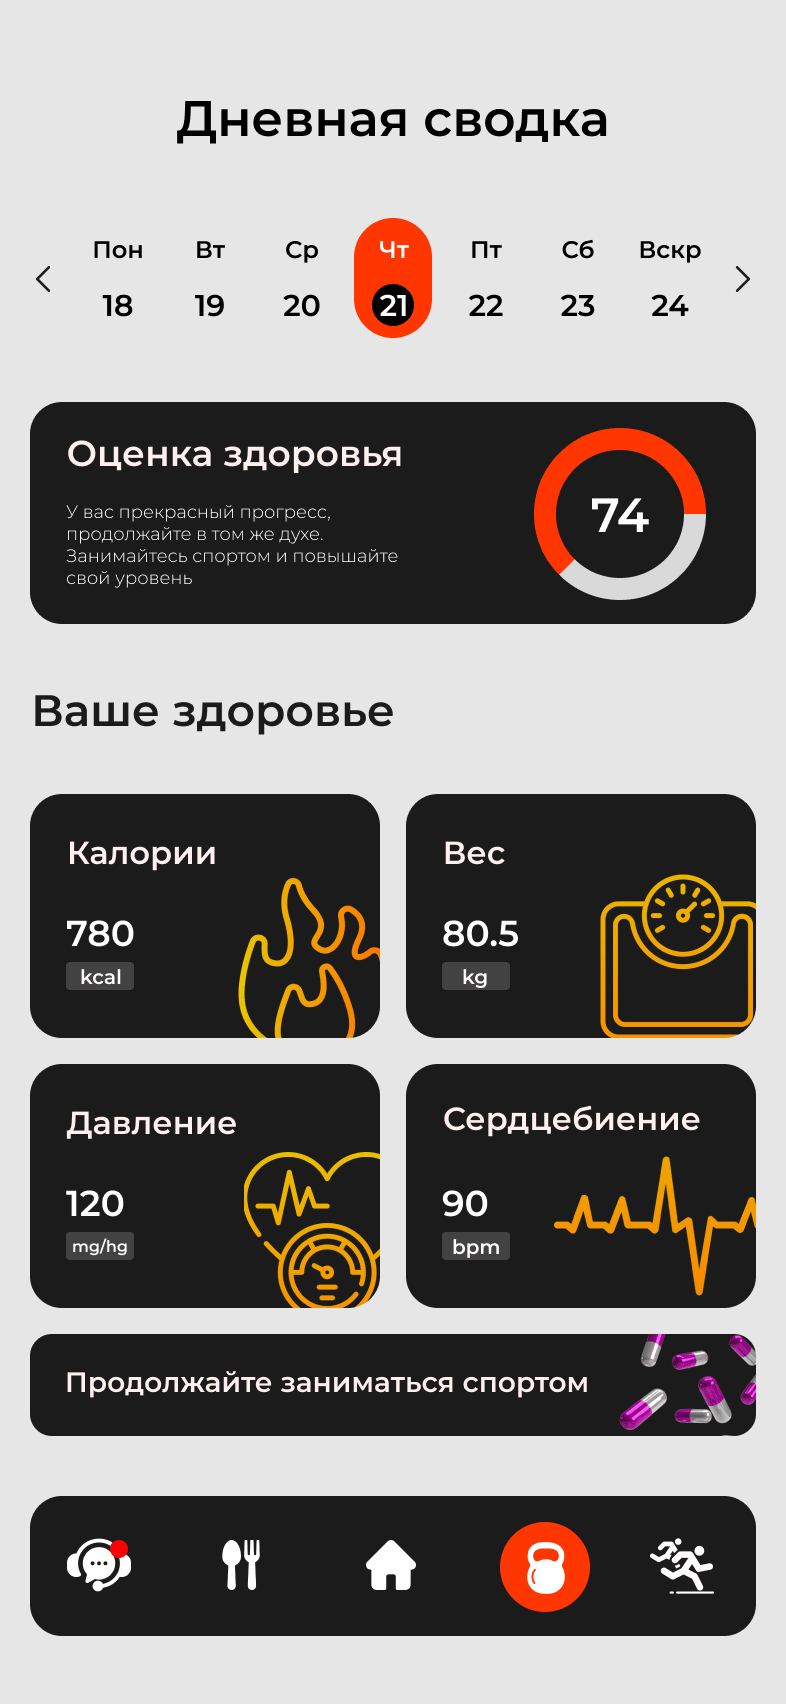 Дневная сводка
Пон Вт Ср Чт Пт Сб Вскр
18 19 20 21 22 23 24
Оценка здоровья
У вас прекрасный прогресс,
продолжайте в том же духе.
Занимайтесь спортом и повышайте
свой уровень
74
Ваше здоровье
Калории
780
kcal
Вес
80.5
kg
Давление
120
mg/hg
Сердцебиение
90
bpm
Продолжайте заниматься спортом